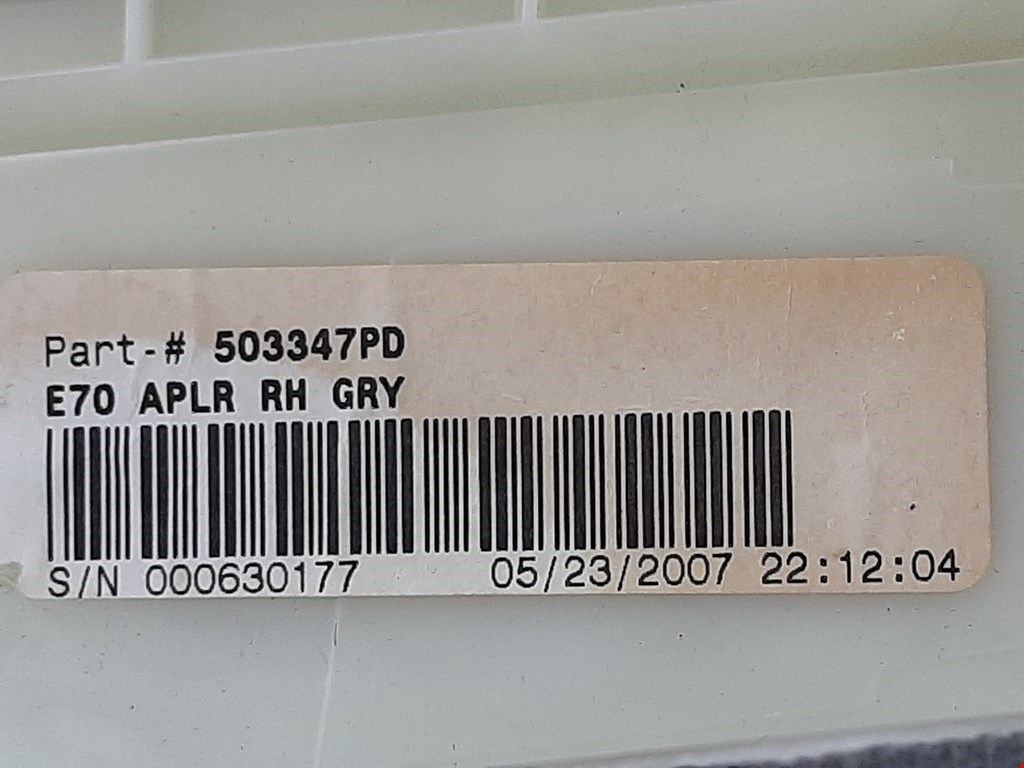 Part-# 503347PD
E70 APLR RH GRY
S/N 000630177 05/23/2007 22:12:04